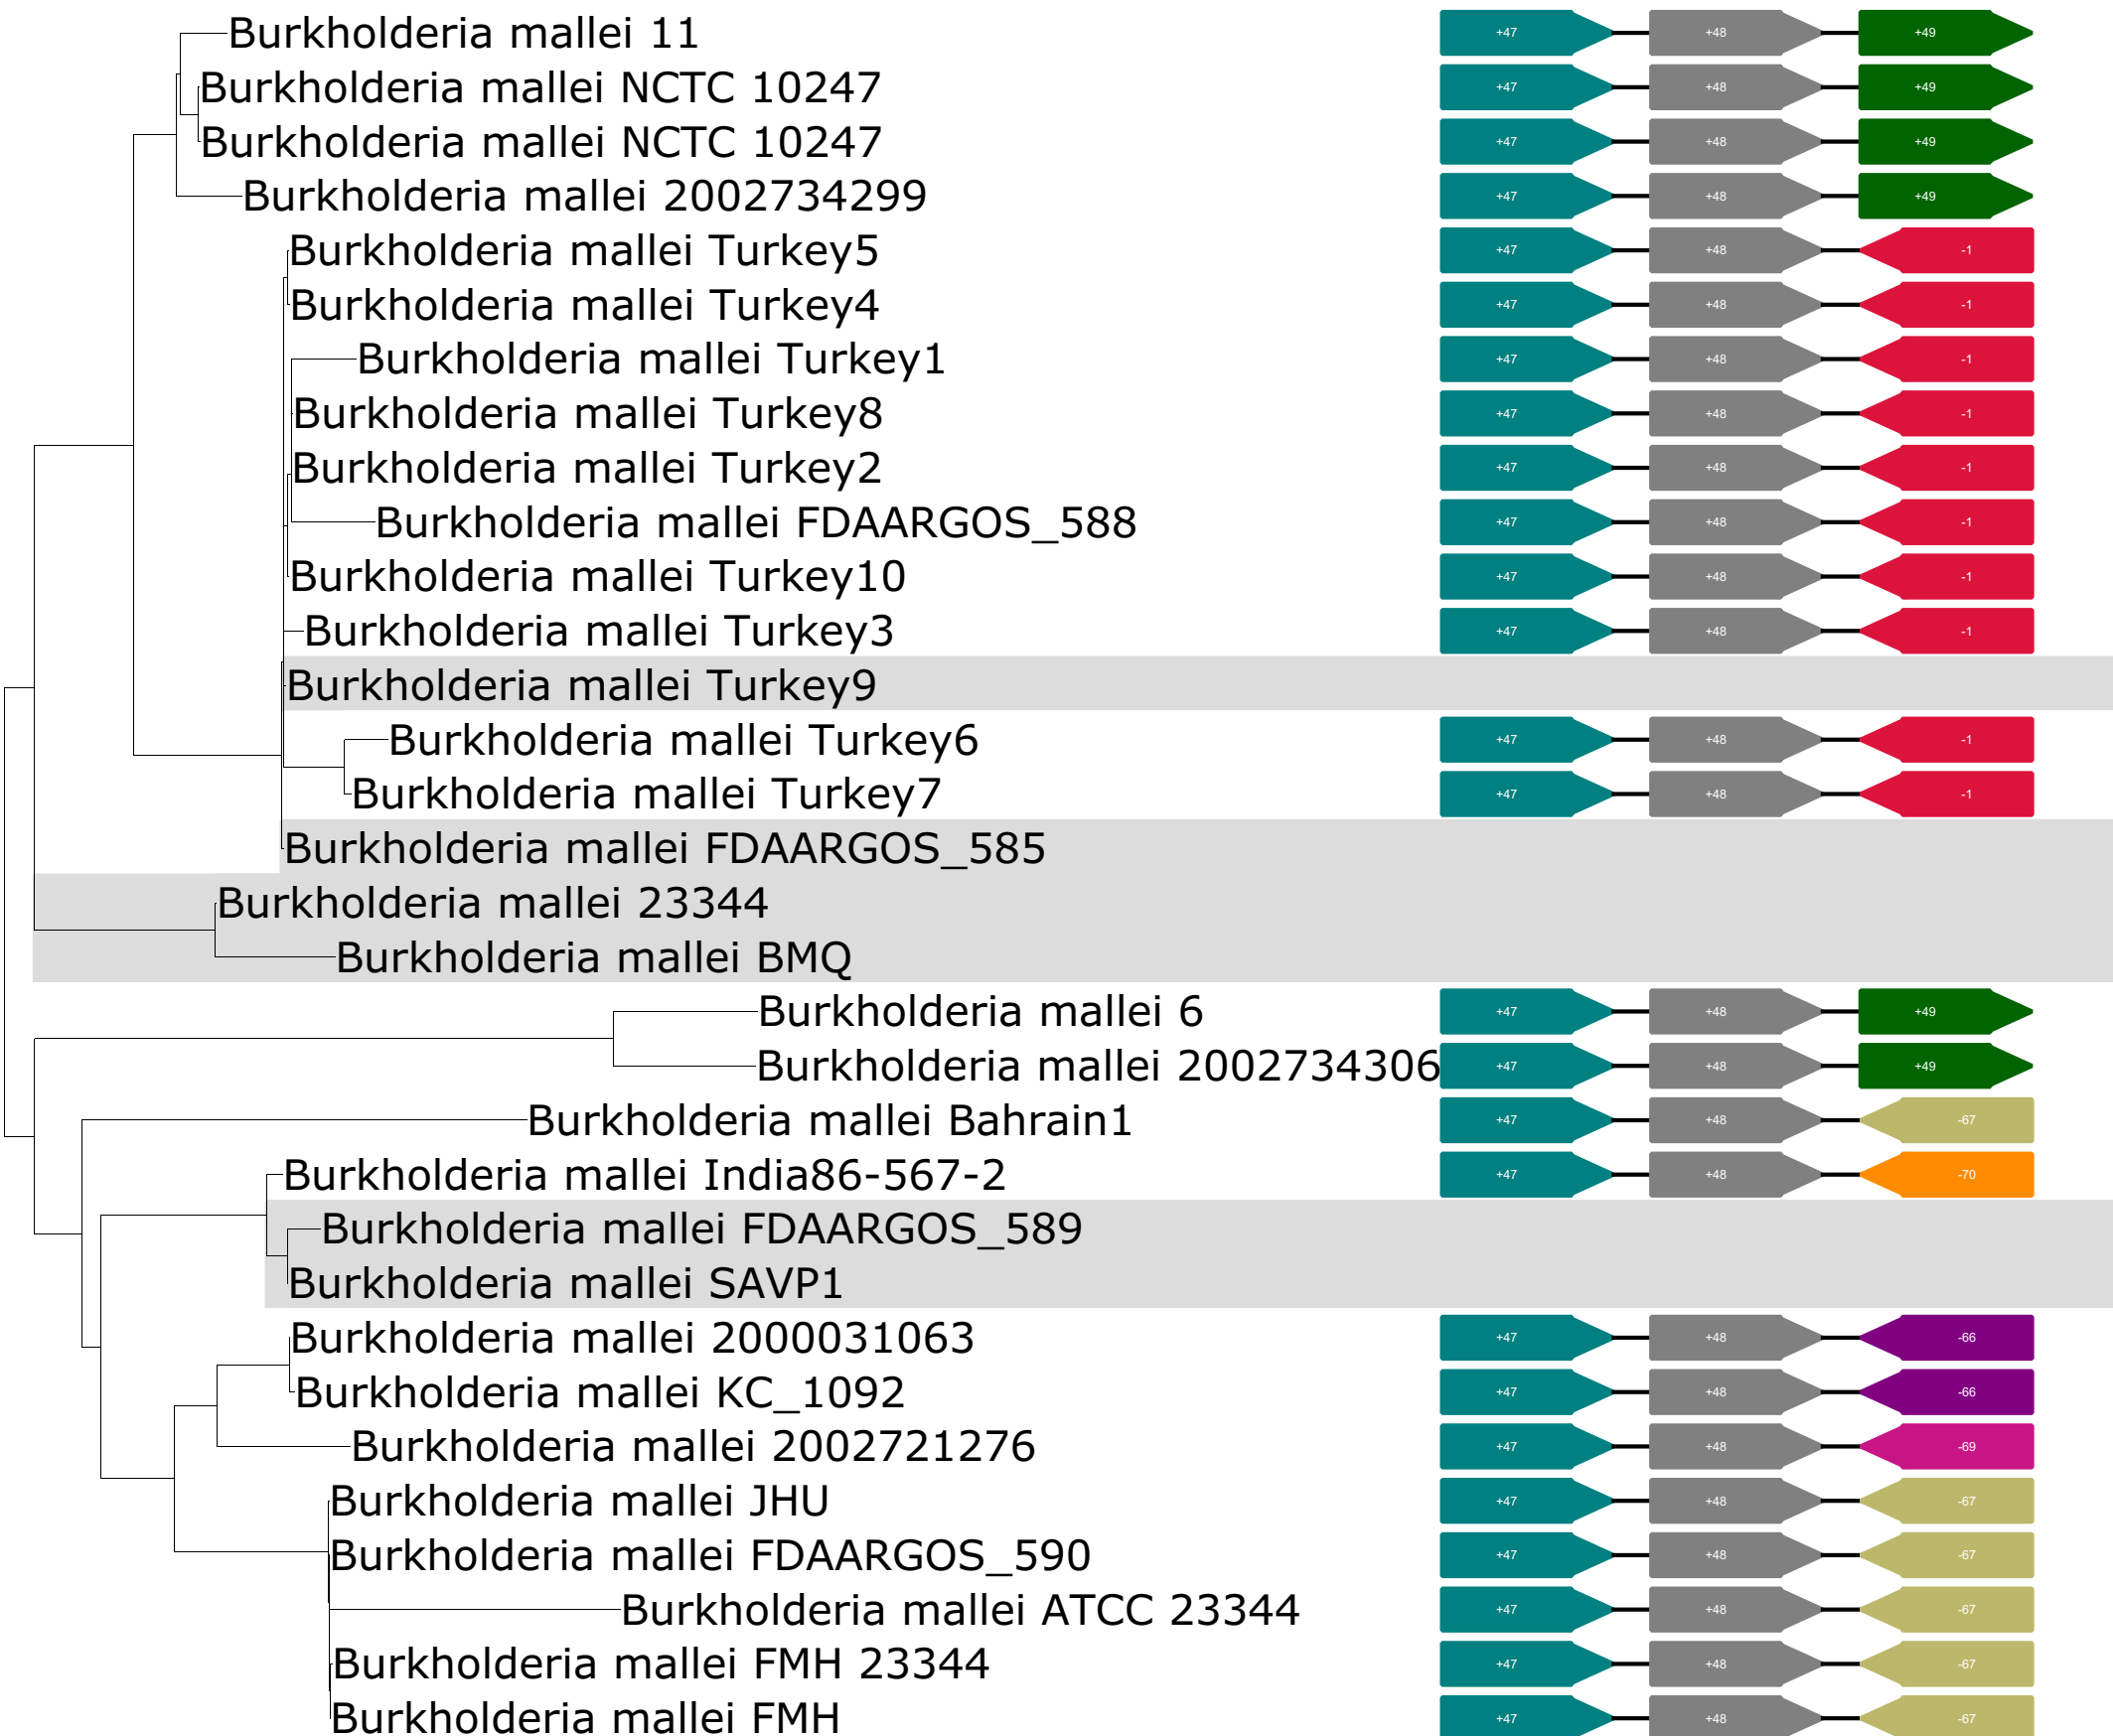 Burkholderia mallei 11 +47 +48 +49
Burkholderia mallei NCTC 10247 +47 +48 +49
Burkholderia mallei NCTC 10247 +47 +48 +49
Burkholderia mallei 2002734299 +47 +48 +49
Burkholderia mallei Turkey5 +47 +48 -1
Burkholderia mallei Turkey4 +47 +48 -1
Burkholderia mallei Turkey1 +47 +48 -1
Burkholderia mallei Turkey8 +47 +48 -1
Burkholderia mallei Turkey2 +47 +48 -1
Burkholderia mallei FDAARGOS_588 +47 +48 -1
Burkholderia mallei Turkey10 +47 +48 -1
Burkholderia mallei Turkey3 +47 +48 -1
Burkholderia mallei Turkey9
Burkholderia mallei Turkey6 +47 +48 -1
Burkholderia mallei Turkey7 +47 +48 -1
Burkholderia mallei FDAARGOS_585
Burkholderia mallei 23344
Burkholderia mallei BMQ
Burkholderia mallei 6 +47 +48 +49
Burkholderia mallei 2002734306 +47 +48 +49
Burkholderia mallei Bahrain1 +47 +48 -67
Burkholderia mallei India86-567-2 +47 +48 -70
Burkholderia mallei FDAARGOS_589
Burkholderia mallei SAVP1
Burkholderia mallei 2000031063 +47 +48 -66
Burkholderia mallei KC_1092 +47 +48 -66
Burkholderia mallei 2002721276 +47 +48 -69
Burkholderia mallei JHU +47 +48 -67
Burkholderia mallei FDAARGOS_590 +47 +48 -67
Burkholderia mallei ATCC 23344 +47 +48 -67
Burkholderia mallei FMH 23344 +47 +48 -67
Burkholderia mallei FMH +47 +48 -67